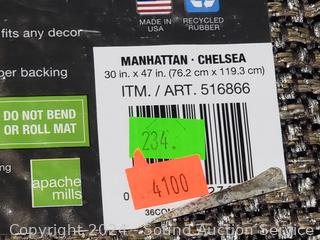 MADE IN
USA
RECYCLED
RUBBER
fits any decor
per backing
MANHATTAN · CHELSEA
30 in. x 47 in. (76.2 cm x 119.3 cm)
ITM. / ART. 516866
DO NOT BEND
OR ROLL MAT
234.
4100
apache
mills
Copyright 2024 - Sound Auction Service